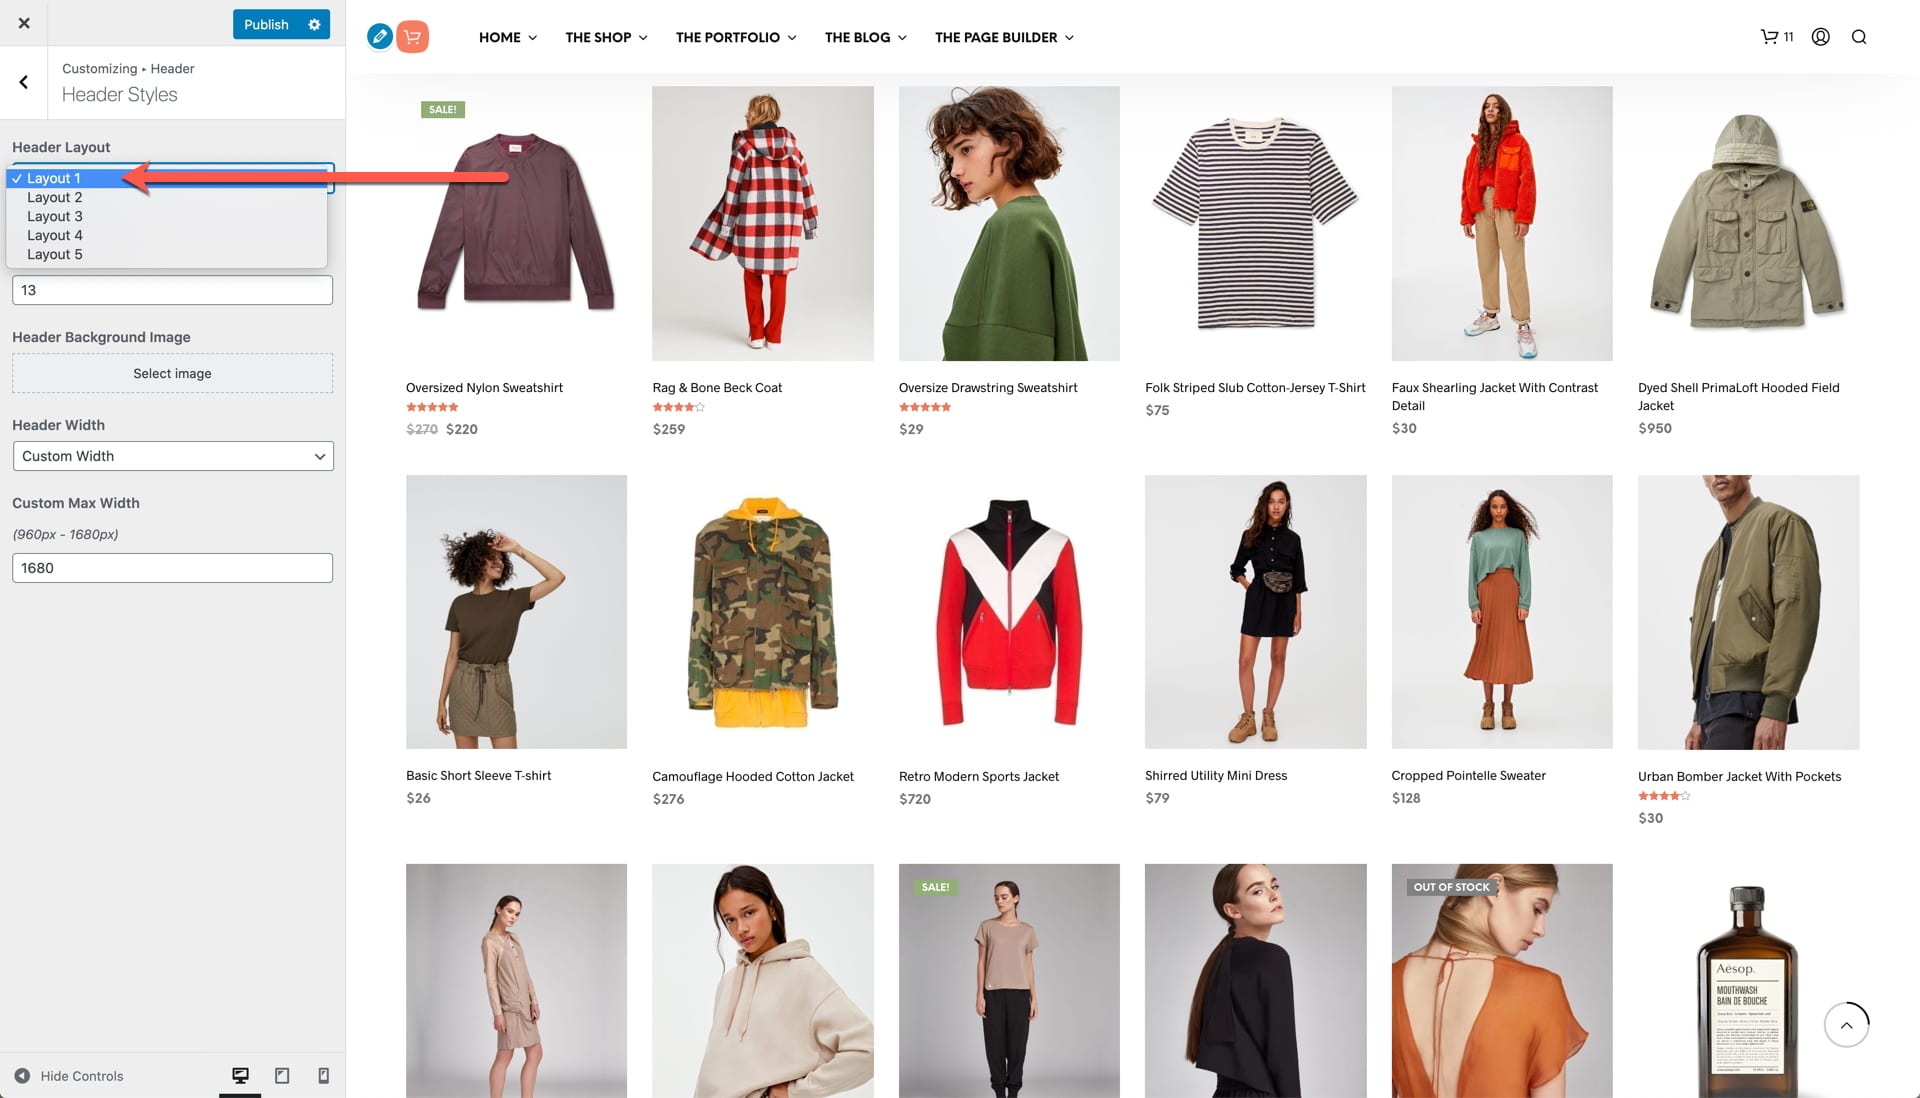 Publish
Customizing ▸ Header
Header Styles
Header Layout
✓ Layout 1
Layout 2
Layout 3
Layout 4
Layout 5
13
Header Background Image
Select image
Header Width
Custom Width
Custom Max Width
(960px - 1680px)
1680
Hide Controls
HOME
THE SHOP
THE PORTFOLIO
THE BLOG
THE PAGE BUILDER
11
SALE!
Oversized Nylon Sweatshirt
$270 $220
Rag & Bone Beck Coat
$259
Oversize Drawstring Sweatshirt
$29
Folk Striped Slub Cotton-Jersey T-Shirt
$75
Faux Shearling Jacket With Contrast
Detail
$30
Dyed Shell PrimaLoft Hooded Field
Jacket
$950
Basic Short Sleeve T-shirt
$26
Camouflage Hooded Cotton Jacket
$276
Retro Modern Sports Jacket
$720
Shirred Utility Mini Dress
$79
Cropped Pointelle Sweater
$128
Urban Bomber Jacket With Pockets
$30
SALE!
OUT OF STOCK
Aēsop.
MOUTHWASH
BAIN DE BOUCHE